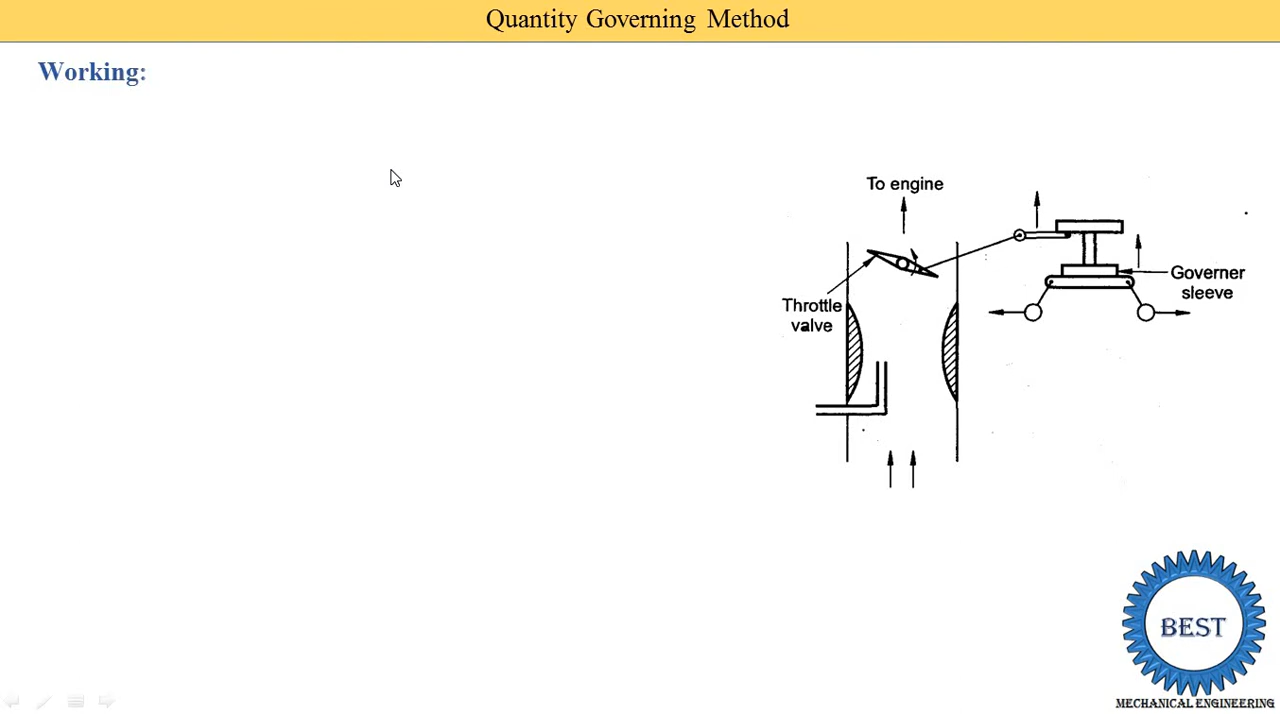 Quantity Governing Method
Working:
To engine
Throttle
valve
Governer
sleeve
BEST
MECHANICAL ENGINEERING